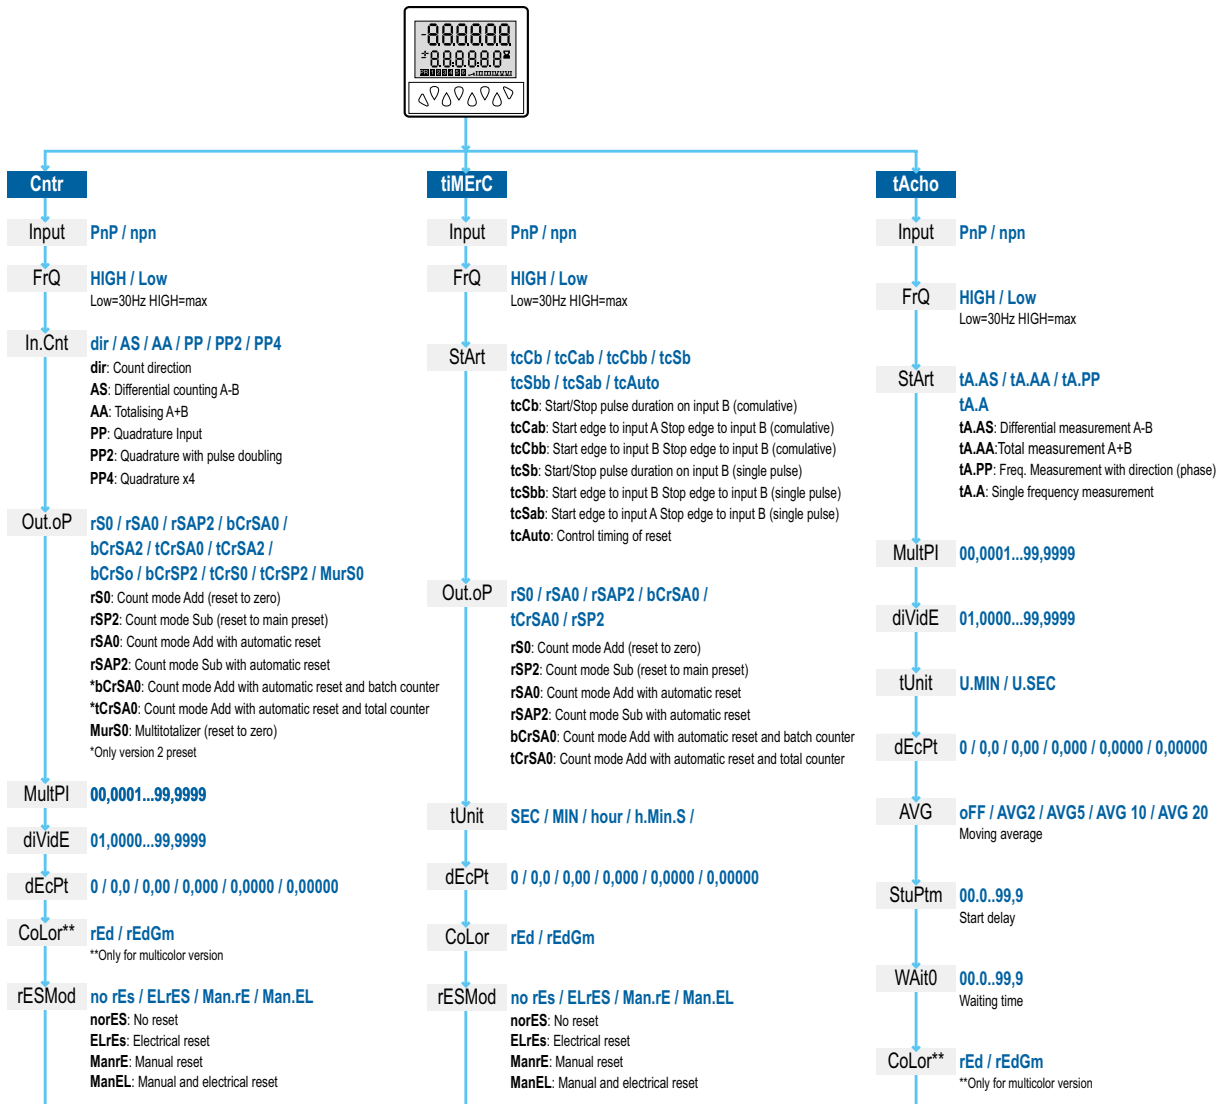 -8.8.8.8.8.8
±8.8.8.8.8.8
Cntr
Input PnP / npn
FrQ HIGH / Low
Low=30Hz HIGH=max
In.Cnt dir / AS / AA / PP / PP2 / PP4
dir: Count direction
AS: Differential counting A-B
AA: Totalising A+B
PP: Quadrature Input
PP2: Quadrature with pulse doubling
PP4: Quadrature x4
Out.oP rS0 / rSA0 / rSAP2 / bCrSA0 /
bCrSA2 / tCrSA0 / tCrSA2 /
bCrSo / bCrSP2 / tCrS0 / tCrSP2 / MurS0
rS0: Count mode Add (reset to zero)
rSP2: Count mode Sub (reset to main preset)
rSA0: Count mode Add with automatic reset
rSAP2: Count mode Sub with automatic reset
*bCrSA0: Count mode Add with automatic reset and batch counter
*tCrSA0: Count mode Add with automatic reset and total counter
MurS0: Multitotalizer (reset to zero)
*Only version 2 preset
MultPl 00,0001...99,9999
diVidE 01,0000...99,9999
dEcPt 0 / 0,0 / 0,00 / 0,000 / 0,0000 / 0,00000
CoLor** rEd / rEdGm
**Only for multicolor version
rESMod no rEs / ELrES / Man.rE / Man.EL
norES: No reset
ELrEs: Electrical reset
ManrE: Manual reset
ManEL: Manual and electrical reset
tiMErC
Input PnP / npn
FrQ HIGH / Low
Low=30Hz HIGH=max
StArt tcCb / tcCab / tcCbb / tcSb
tcSbb / tcSab / tcAuto
tcCb: Start/Stop pulse duration on input B (comulative)
tcCab: Start edge to input A Stop edge to input B (comulative)
tcCbb: Start edge to input B Stop edge to input B (comulative)
tcSb: Start/Stop pulse duration on input B (single pulse)
tcSbb: Start edge to input B Stop edge to input B (single pulse)
tcSab: Start edge to input A Stop edge to input B (single pulse)
tcAuto: Control timing of reset
Out.oP rS0 / rSA0 / rSAP2 / bCrSA0 /
tCrSA0 / rSP2
rS0: Count mode Add (reset to zero)
rSP2: Count mode Sub (reset to main preset)
rSA0: Count mode Add with automatic reset
rSAP2: Count mode Sub with automatic reset
bCrSA0: Count mode Add with automatic reset and batch counter
tCrSA0: Count mode Add with automatic reset and total counter
tUnit SEC / MIN / hour / h.Min.S /
dEcPt 0 / 0,0 / 0,00 / 0,000 / 0,0000 / 0,00000
CoLor rEd / rEdGm
rESMod no rEs / ELrES / Man.rE / Man.EL
norES: No reset
ELrEs: Electrical reset
ManrE: Manual reset
ManEL: Manual and electrical reset
tAcho
Input PnP / npn
FrQ HIGH / Low
Low=30Hz HIGH=max
StArt tA.AS / tA.AA / tA.PP
tA.A
tA.AS: Differential measurement A-B
tA.AA:Total measurement A+B
tA.PP: Freq. Measurement with direction (phase)
tA.A: Single frequency measurement
MultPl 00,0001...99,9999
diVidE 01,0000...99,9999
tUnit U.MIN / U.SEC
dEcPt 0 / 0,0 / 0,00 / 0,000 / 0,0000 / 0,00000
AVG oFF / AVG2 / AVG5 / AVG 10 / AVG 20
Moving average
StuPtm 00.0..99,9
Start delay
WAit0 00.0..99,9
Waiting time
CoLor** rEd / rEdGm
**Only for multicolor version